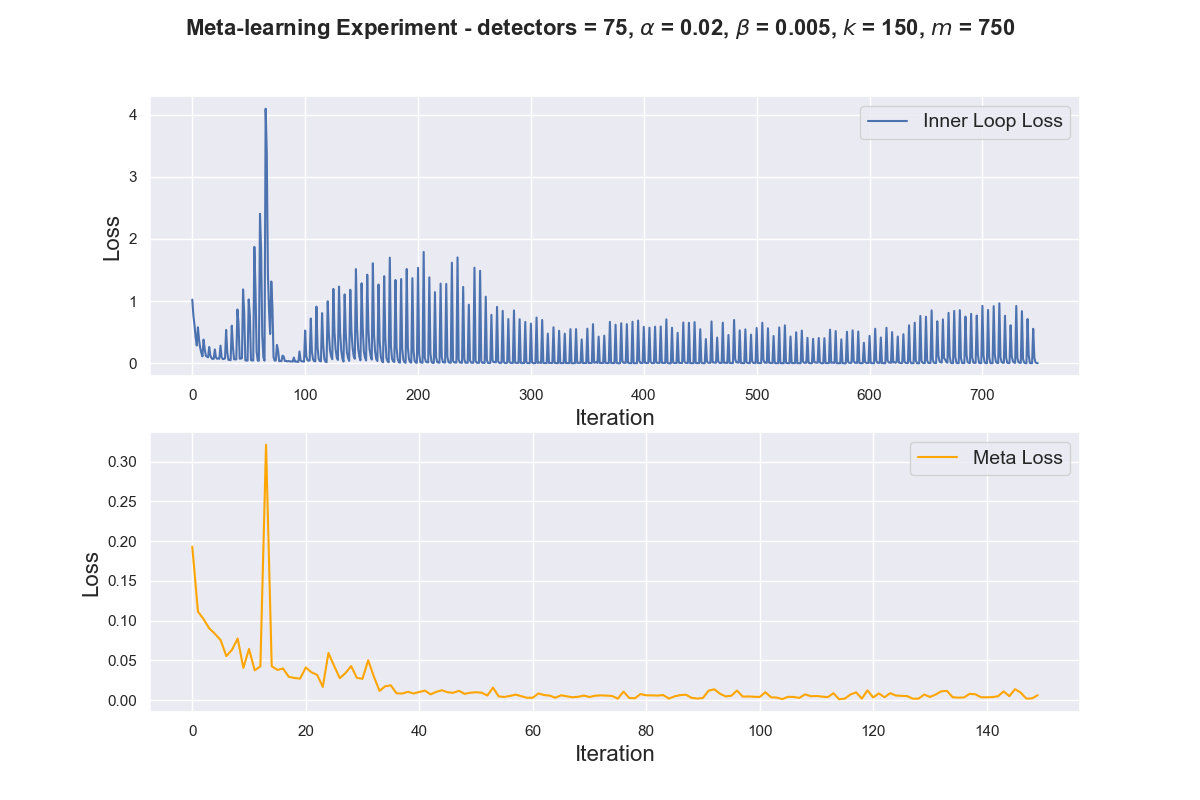 Meta-learning Experiment - detectors = 75, α = 0.02, β = 0.005, k = 150, m = 750
4
3
2
1
0
Loss
Inner Loop Loss
0 100 200 300 400 500 600 700
Iteration
0.30
0.25
0.20
0.15
0.10
0.05
0.00
Loss
Meta Loss
0 20 40 60 80 100 120 140
Iteration